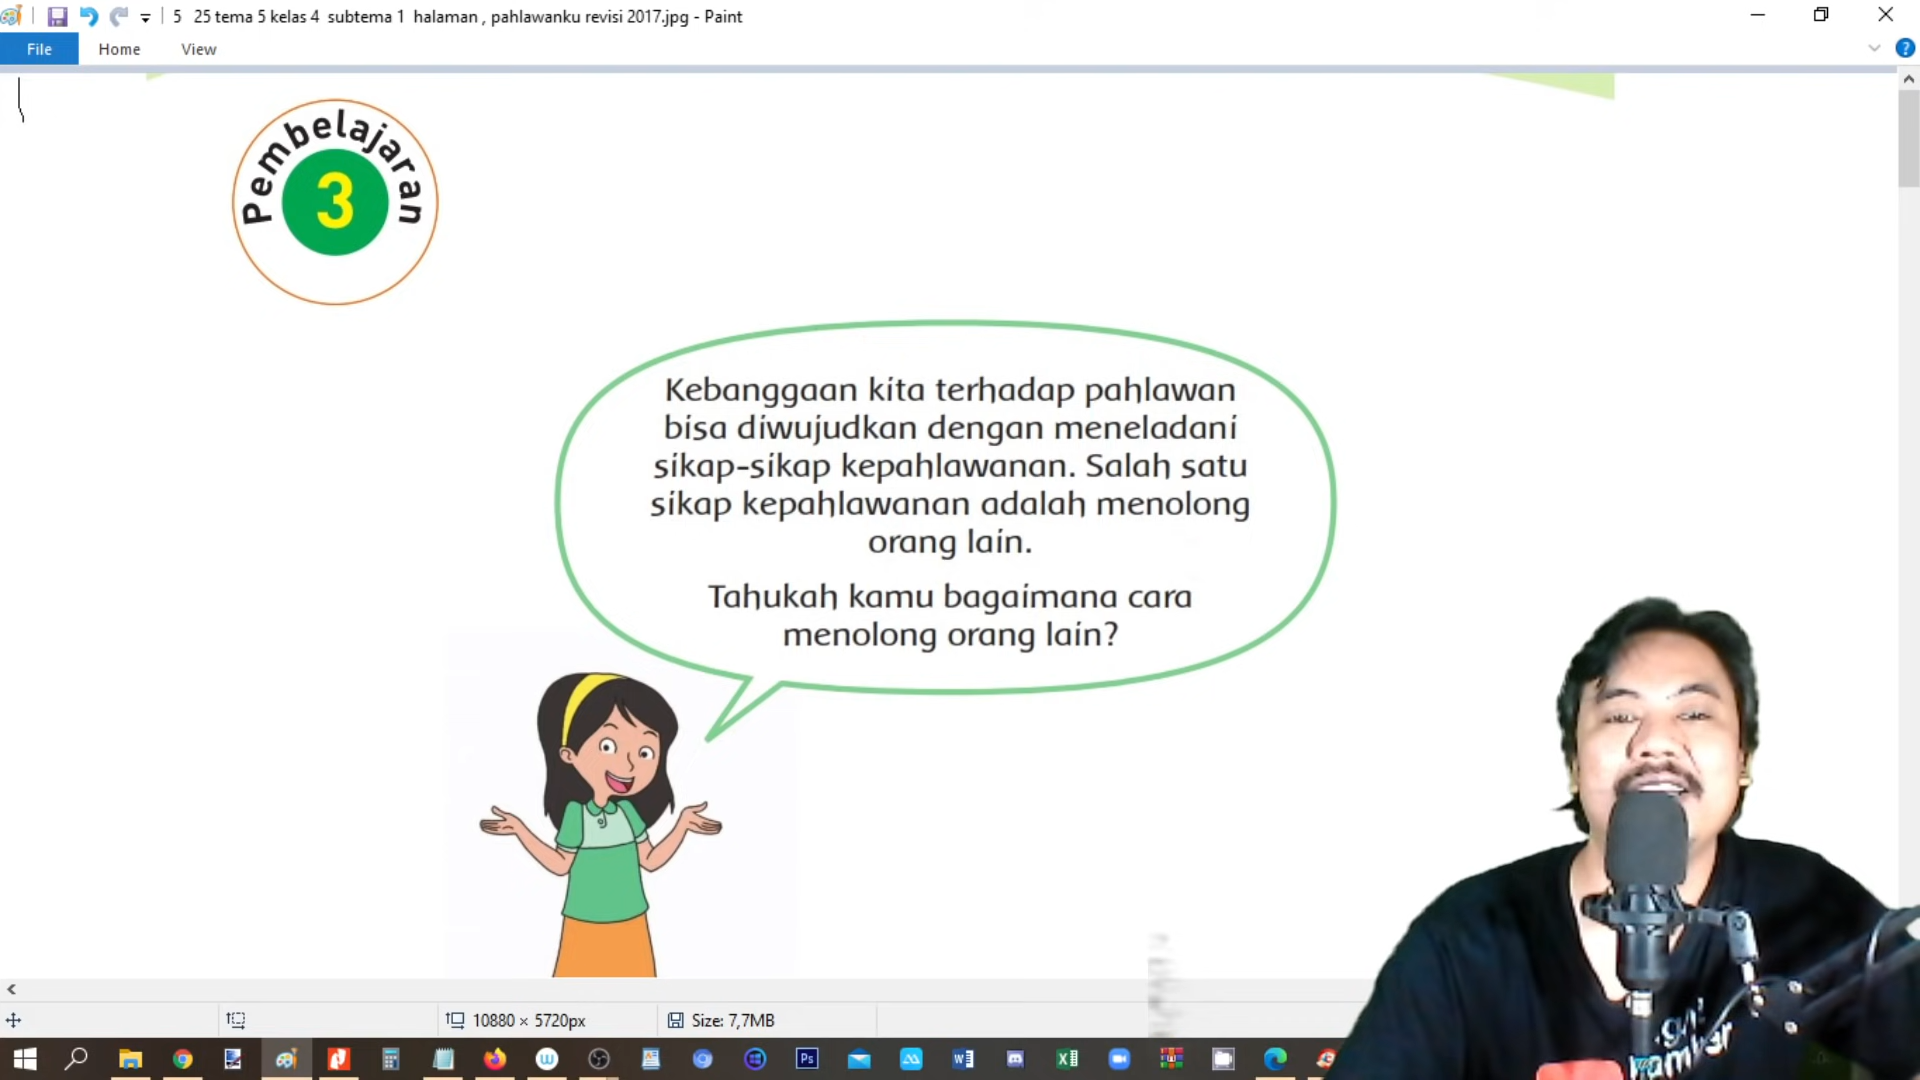 5 25 tema 5 kelas 4 subtema 1 halaman , pahlawanku revisi 2017.jpg - Paint
File Home View
Pembelajaran
3
Kebanggaan kita terhadap pahlawan
bisa diwujudkan dengan meneladani
sikap-sikap kepahlawanan. Salah satu
sikap kepahlawanan adalah menolong
orang lain.
Tahukah kamu bagaimana cara
menolong orang lain?
10880 × 5720px
Size: 7,7MB
Ps